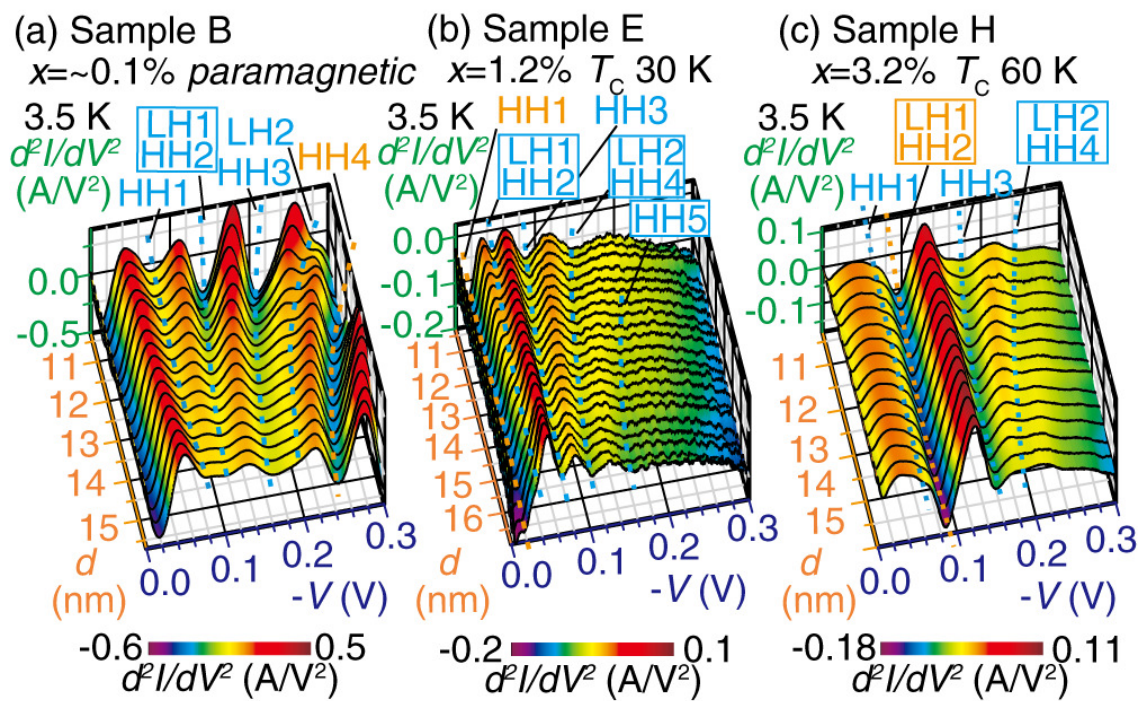 (a) Sample B
x=~0.1% paramagnetic
3.5 K
d²I/dV²
(A/V²)
LH1
HH2
HH1
LH2
HH3
HH4
0.0
-0.5
11
12
13
14
15
d
(nm)
0.0
0.1
0.2
0.3
-V (V)
-0.6
0.5
d²I/dV² (A/V²)
(b) Sample E
x=1.2% T_C 30 K
3.5 K
d²I/dV²
(A/V²)
HH1
LH1
HH2
HH3
LH2
HH4
HH5
0.0
-0.1
-0.2
11
12
13
14
15
16
d
(nm)
0.0
0.1
0.2
0.3
-V (V)
-0.2
0.1
d²I/dV² (A/V²)
(c) Sample H
x=3.2% T_C 60 K
3.5 K
d²I/dV²
(A/V²)
LH1
HH2
HH1
HH3
LH2
HH4
0.1
0.0
-0.1
11
12
13
14
15
d
(nm)
0.0
0.1
0.2
0.3
-V (V)
-0.18
0.11
d²I/dV² (A/V²)